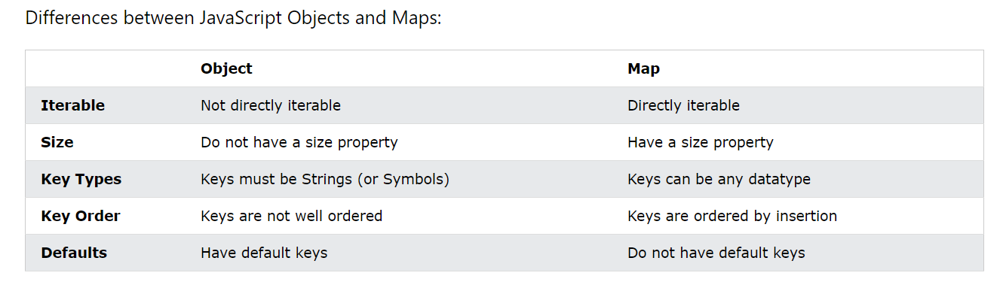 Differences between JavaScript Objects and Maps:
Object Map
Iterable Not directly iterable Directly iterable
Size Do not have a size property Have a size property
Key Types Keys must be Strings (or Symbols) Keys can be any datatype
Key Order Keys are not well ordered Keys are ordered by insertion
Defaults Have default keys Do not have default keys